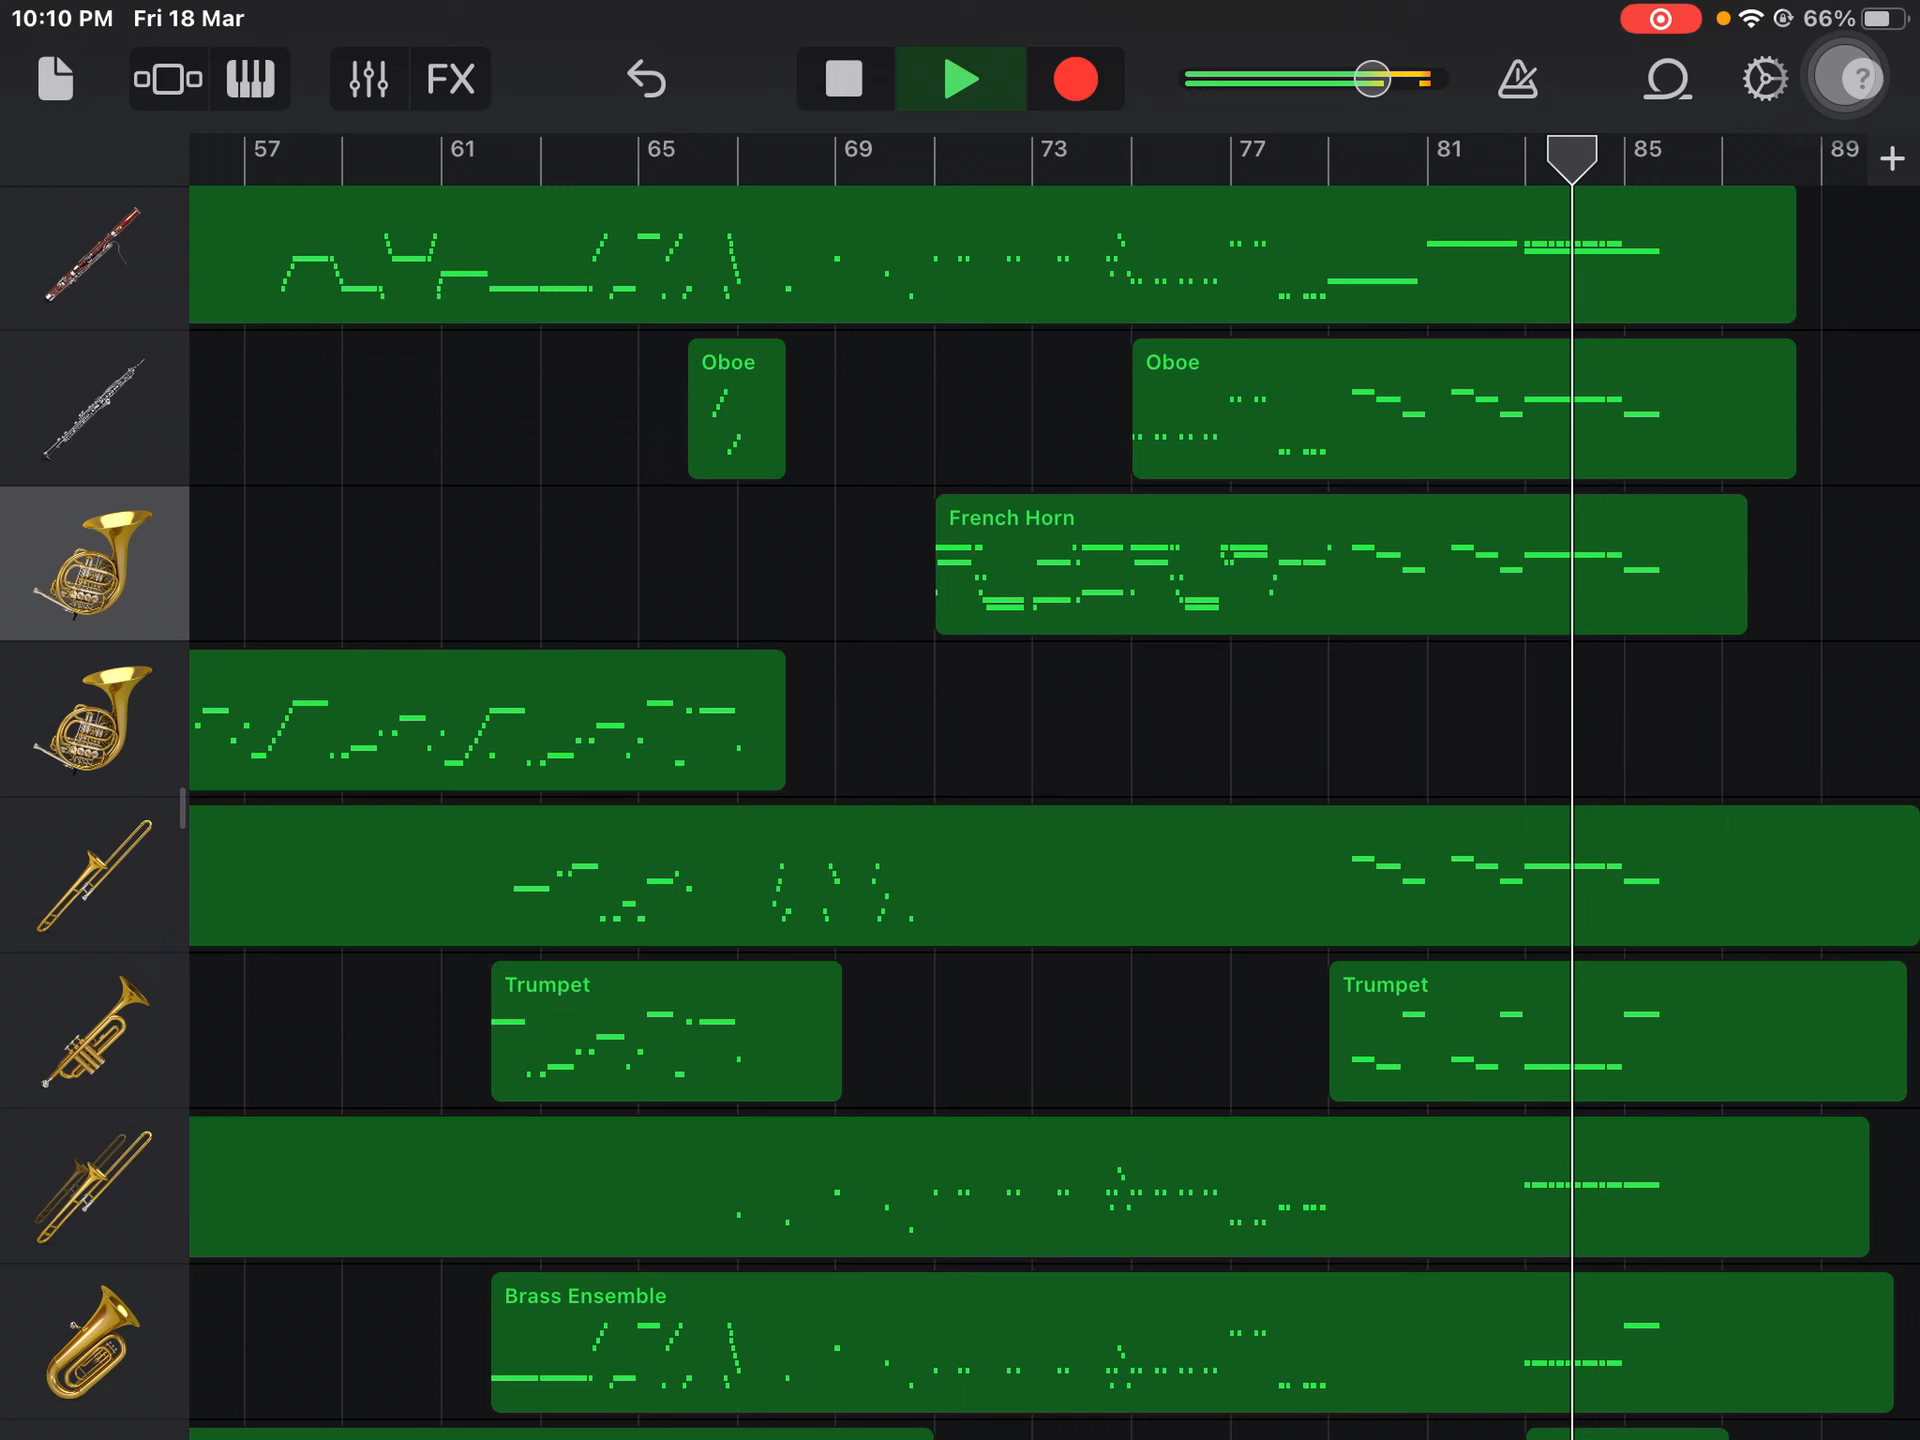 10:10 PM Fri 18 Mar 66%
FX ?
57 61 65 69 73 77 81 85 89 +
Oboe Oboe
French Horn
Trumpet Trumpet
Brass Ensemble